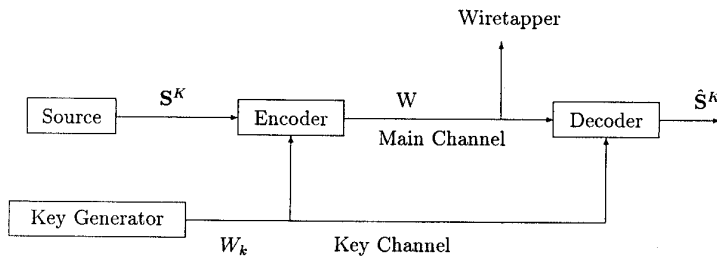 Wiretapper
S^K
W
Ŝ^K
Source
Encoder
Decoder
Main Channel
Key Generator
W_k
Key Channel